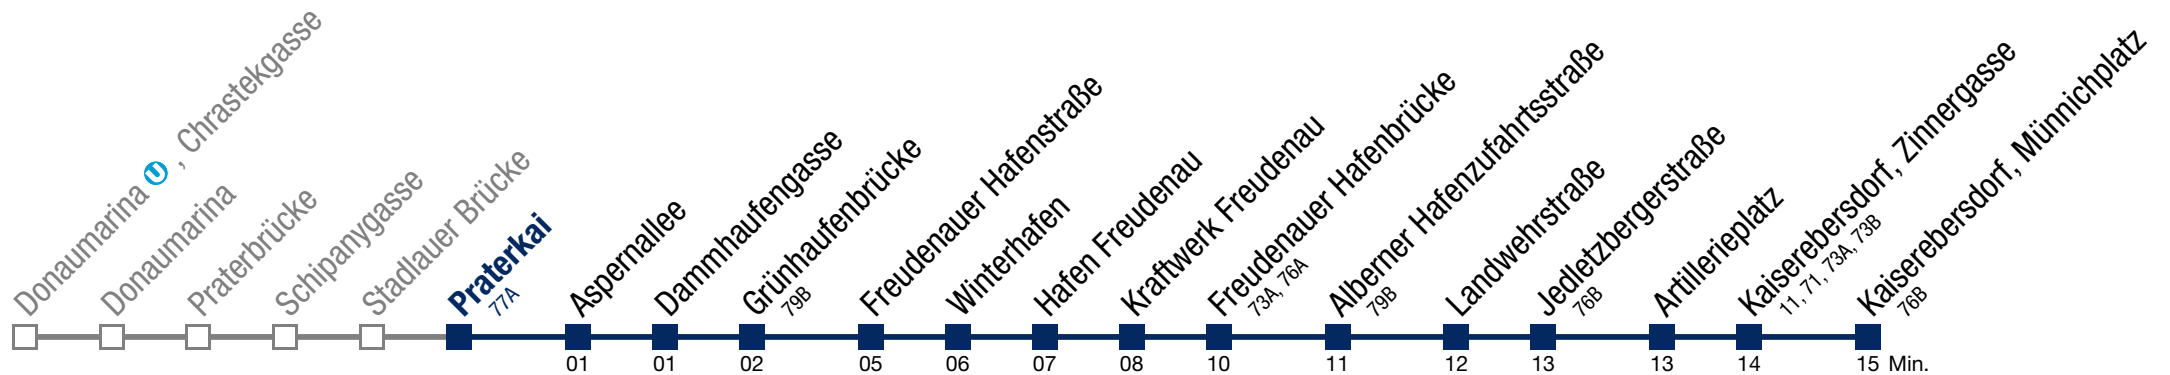 Donaumarina U, Chrastekgasse
Donaumarina
Praterbrücke
Schipanygasse
Stadlauer Brücke
Praterkai
77A
Aspernallee
Dammhaufengasse
Grünhaufenbrücke
79B
Freudenauer Hafenstraße
Winterhafen
Hafen Freudenau
Kraftwerk Freudenau
Freudenauer Hafenbrücke
73A, 76A
Alberner Hafenzufahrtsstraße
79B
Landwehrstraße
Jedletzbergerstraße
76B
Artillerieplatz
Kaiserebersdorf, Zinnergasse
11, 71, 73A, 73B
Kaiserebersdorf, Münnichplatz
76B
01 01 02 05 06 07 08 10 11 12 13 13 14 15 Min.